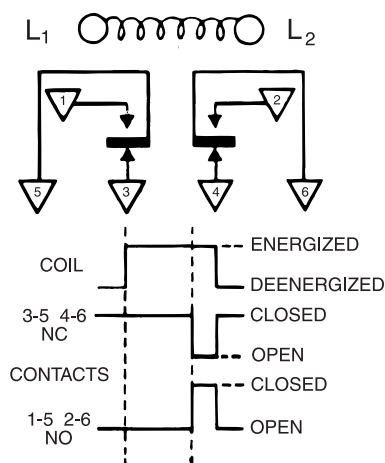 L1 L2
1 2
5 3 4 6
ENERGIZED
COIL
DEENERGIZED
3-5 4-6 CLOSED
NC
OPEN
CONTACTS CLOSED
1-5 2-6 OPEN
NO